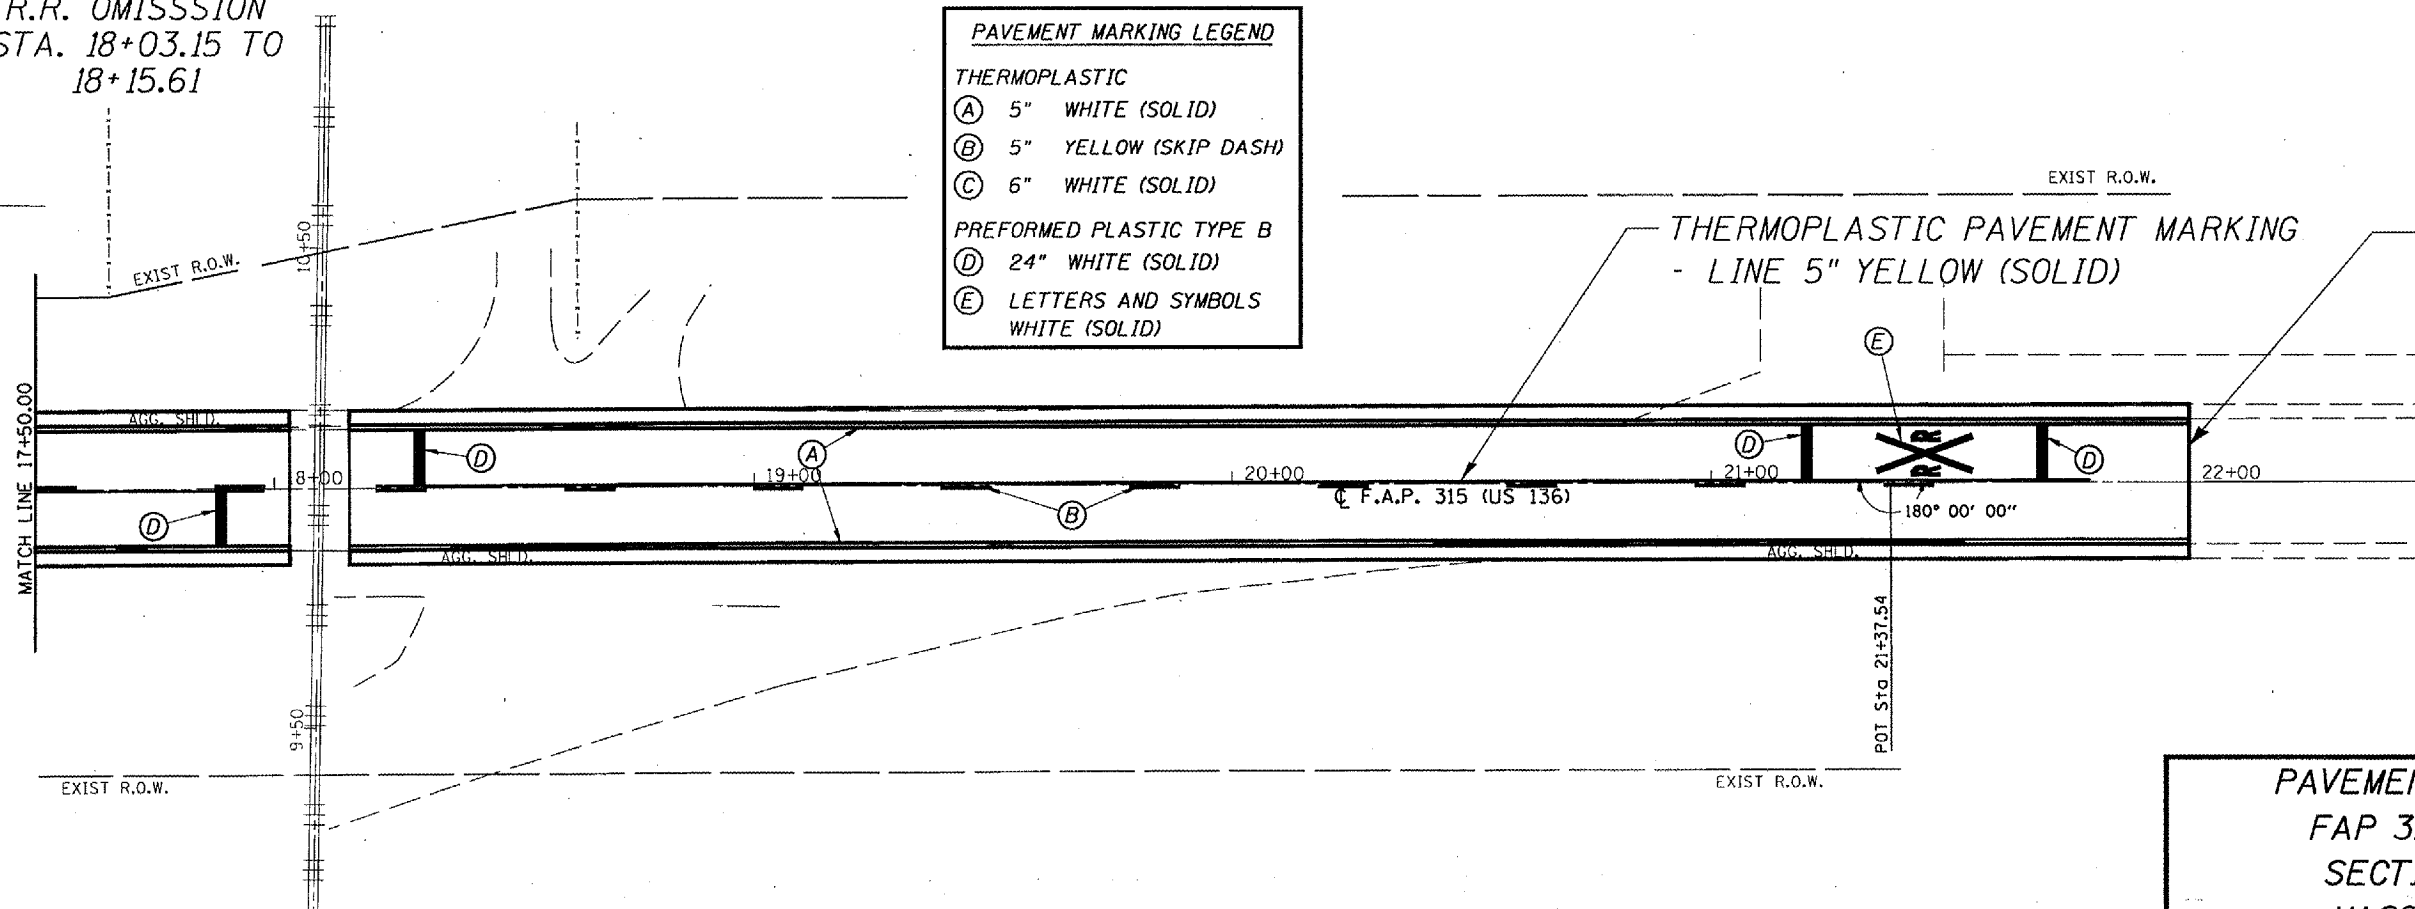 R.R. OMISSSION
STA. 18+03.15 TO
18+15.61
PAVEMENT MARKING LEGEND
THERMOPLASTIC
A 5" WHITE (SOLID)
B 5" YELLOW (SKIP DASH)
C 6" WHITE (SOLID)
PREFORMED PLASTIC TYPE B
D 24" WHITE (SOLID)
E LETTERS AND SYMBOLS
WHITE (SOLID)
EXIST R.O.W.
THERMOPLASTIC PAVEMENT MARKING
- LINE 5" YELLOW (SOLID)
10+50
EXIST R.O.W.
E
MATCH LINE 17+50.00
AGG. SHLD.
D
A
D
R
R
D
8+00
19+00
20+00
21+00
22+00
℄ F.A.P. 315 (US 136)
D
B
180° 00' 00"
AGG. SHLD.
AGG. SHLD.
POT Sta 21+37.54
9+50
EXIST R.O.W.
EXIST R.O.W.
FAP